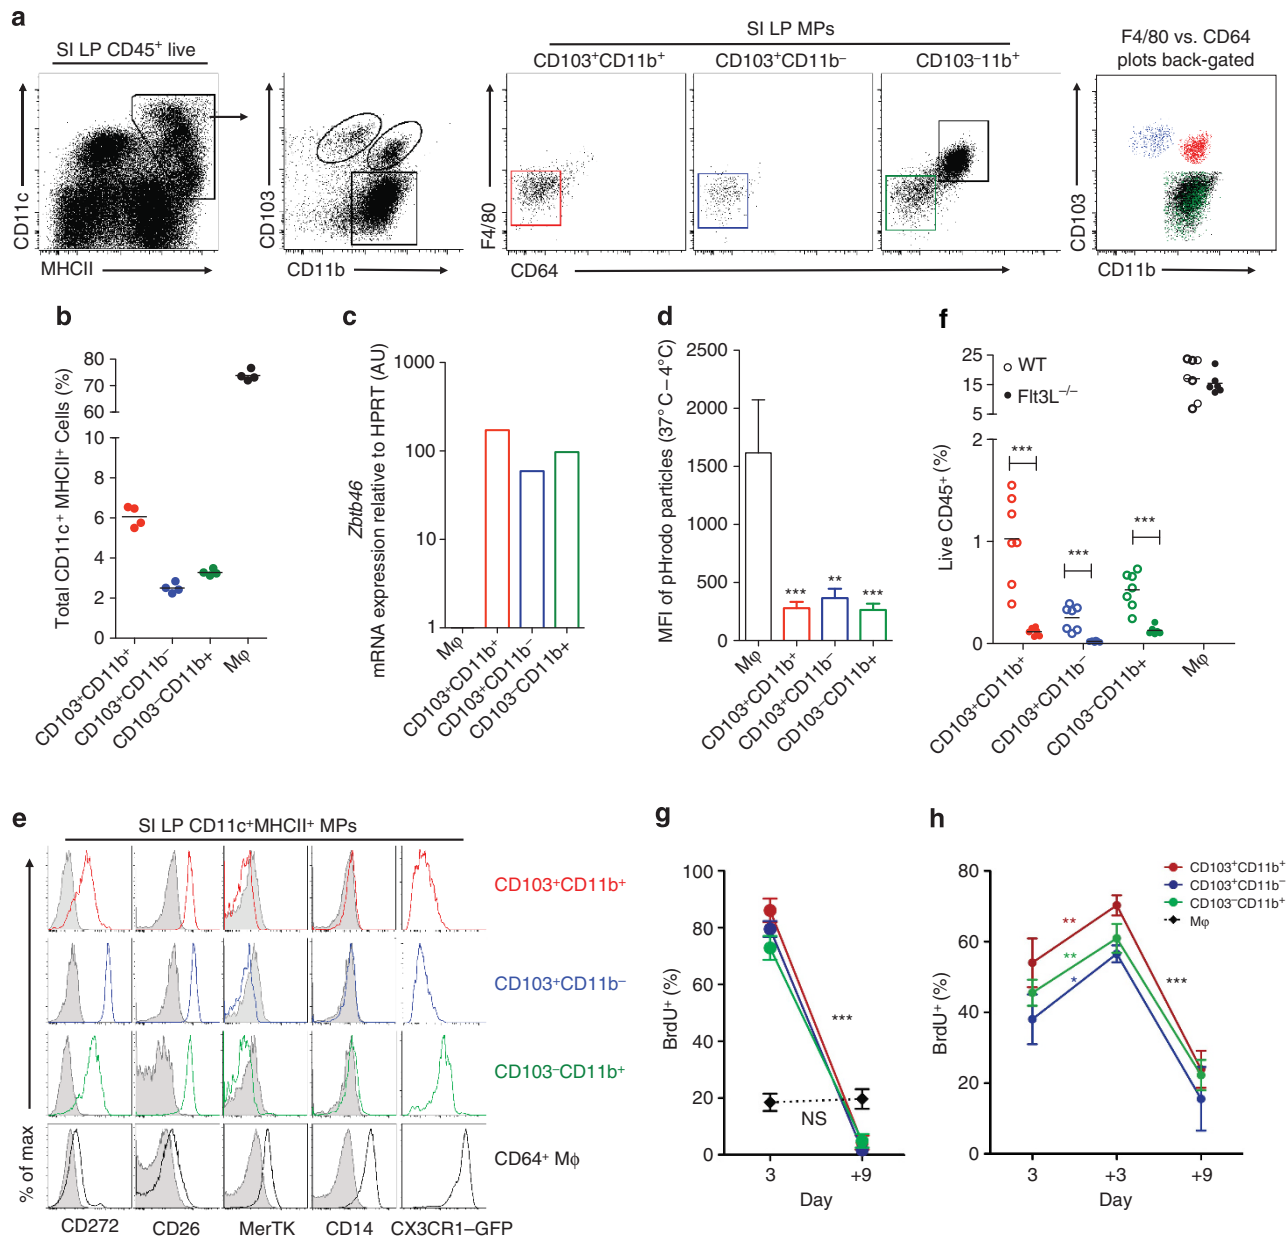 a
SI LP CD45⁺ live
SI LP MPs
F4/80 vs. CD64
plots back-gated
CD103⁺CD11b⁺
CD103⁺CD11b⁻
CD103⁻11b⁺
CD11c
MHCII
CD103
CD11b
F4/80
CD64
CD103
CD11b
b
Total CD11c⁺ MHCII⁺ Cells (%)
80
70
60
10
8
6
4
2
0
CD103⁺CD11b⁺
CD103⁺CD11b⁻
CD103⁻CD11b+
Mφ
c
Zbtb46
mRNA expression relative to HPRT (AU)
1000
100
10
1
Mφ
CD103⁺CD11b⁺
CD103⁺CD11b⁻
CD103⁻CD11b⁺
d
MFI of pHrodo particles (37°C – 4°C)
2500
2000
1500
1000
500
0
***
**
***
Mφ
CD103⁺CD11b⁺
CD103⁺CD11b⁻
CD103⁻CD11b⁺
f
Live CD45⁺ (%)
25
15
5
2
1
0
WT
Flt3L⁻/⁻
***
***
***
CD103⁺CD11b⁺
CD103⁺CD11b⁻
CD103⁻CD11b⁺
Mφ
e
SI LP CD11c⁺MHCII⁺ MPs
CD103⁺CD11b⁺
CD103⁺CD11b⁻
CD103⁻CD11b⁺
CD64⁺ Mϕ
% of max
CD272
CD26
MerTK
CD14
CX3CR1–GFP
g
BrdU⁺ (%)
100
80
60
40
20
0
***
NS
3
+9
Day
h
BrdU⁺ (%)
80
60
40
20
0
**
**
*
***
CD103⁺CD11b⁺
CD103⁺CD11b⁻
CD103⁻CD11b⁺
Mφ
3
+3
+9
Day